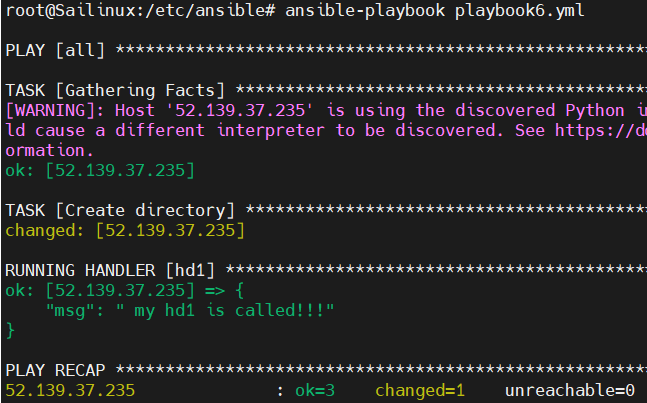 root@Sailinux:/etc/ansible# ansible-playbook playbook6.yml
PLAY [all] *****************************************************
TASK [Gathering Facts] *****************************************
[WARNING]: Host '52.139.37.235' is using the discovered Python in
ld cause a different interpreter to be discovered. See https://do
ormation.
ok: [52.139.37.235]
TASK [Create directory] ****************************************
changed: [52.139.37.235]
RUNNING HANDLER [hd1] ******************************************
ok: [52.139.37.235] => {
    "msg": " my hd1 is called!!!"
}
PLAY RECAP *****************************************************
52.139.37.235              : ok=3    changed=1    unreachable=0